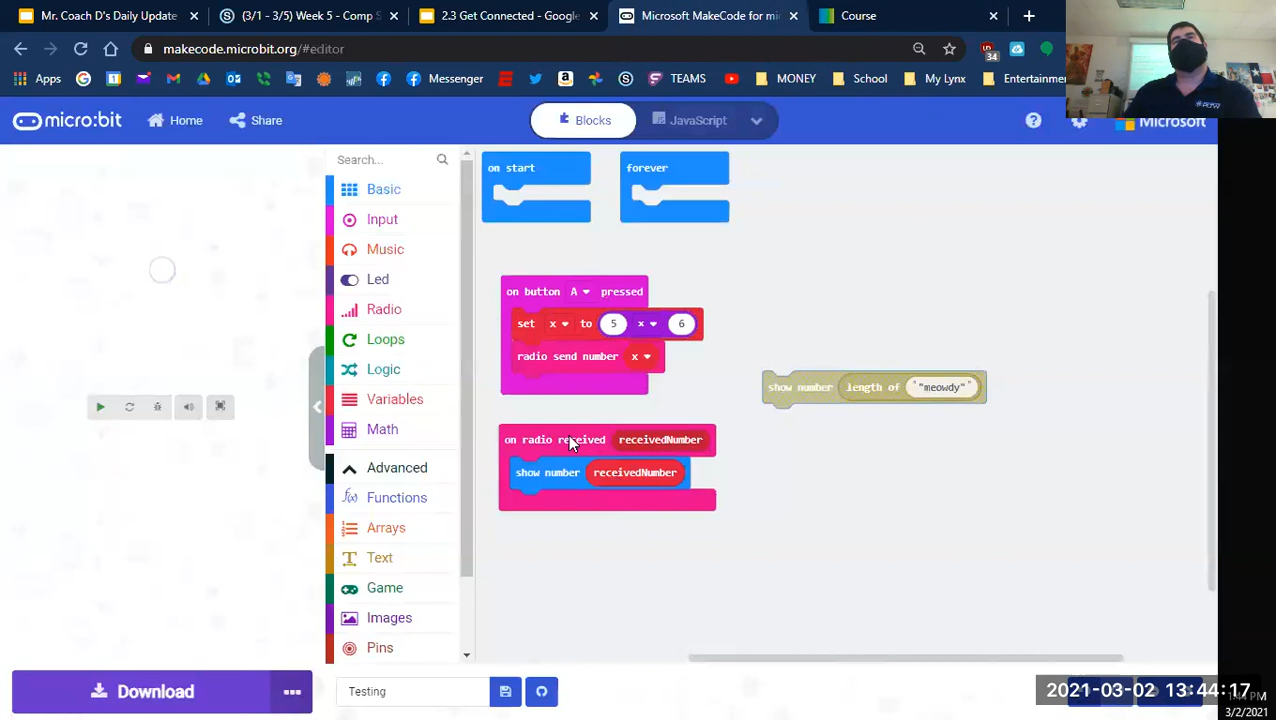 Mr. Coach D's Daily Update
(3/1 - 3/5) Week 5 - Comp S
2.3 Get Connected - Google
Microsoft MakeCode for mic
Course
makecode.microbit.org/#editor
34
Apps
Messenger
TEAMS
MONEY
School
My Lynx
Entertainme
micro:bit
Home
Share
Blocks
JavaScript
Microsoft
Search...
Basic
Input
Music
Led
Radio
Loops
Logic
Variables
Math
Advanced
Functions
Arrays
Text
Game
Images
Pins
on start
forever
on button A pressed
set x to 5 x 6
radio send number x
show number length of "meowdy"
on radio received receivedNumber
show number receivedNumber
Download
Testing
2021-03-02 13:44:17
3/2/2021